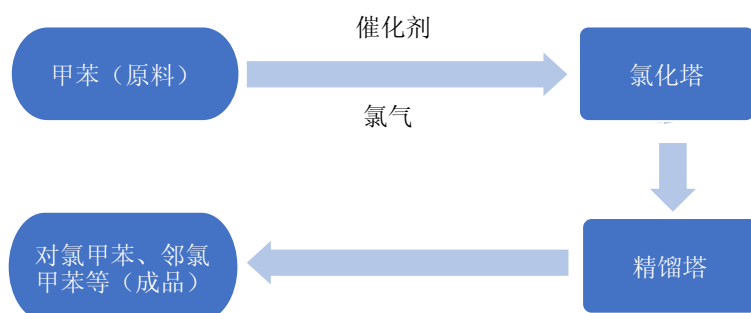 甲苯（原料）
催化剂
氯气
氯化塔
精馏塔
对氯甲苯、邻氯
甲苯等（成品）